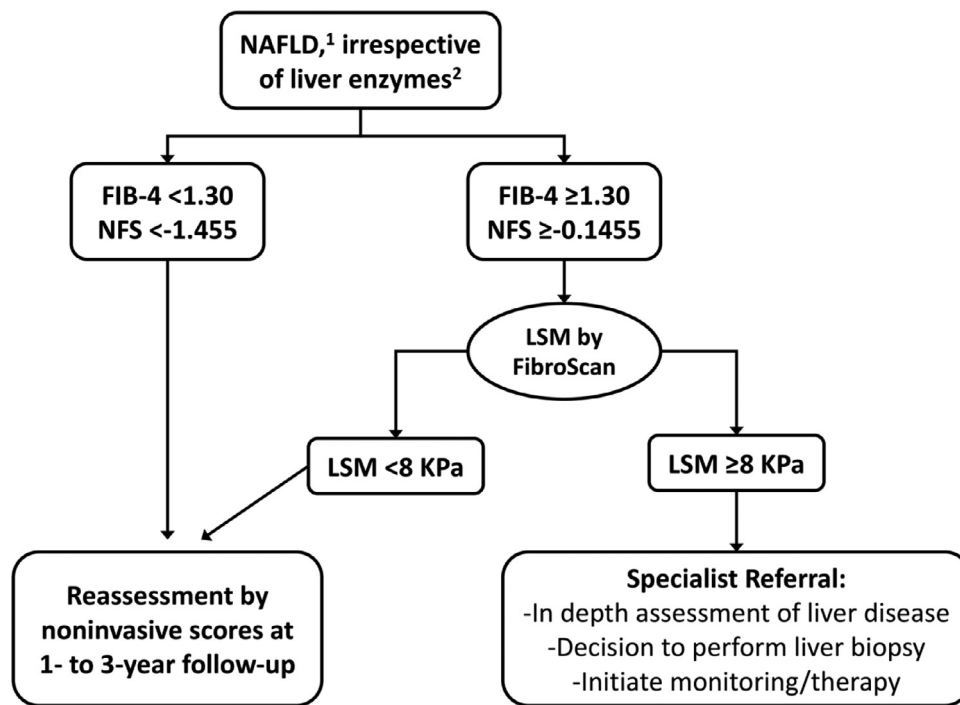 NAFLD,¹ irrespective
of liver enzymes²
FIB-4 <1.30
NFS <-1.455
FIB-4 ≥1.30
NFS ≥-0.1455
LSM by
FibroScan
LSM <8 KPa
LSM ≥8 KPa
Reassessment by
noninvasive scores at
1- to 3-year follow-up
Specialist Referral:
-In depth assessment of liver disease
-Decision to perform liver biopsy
-Initiate monitoring/therapy